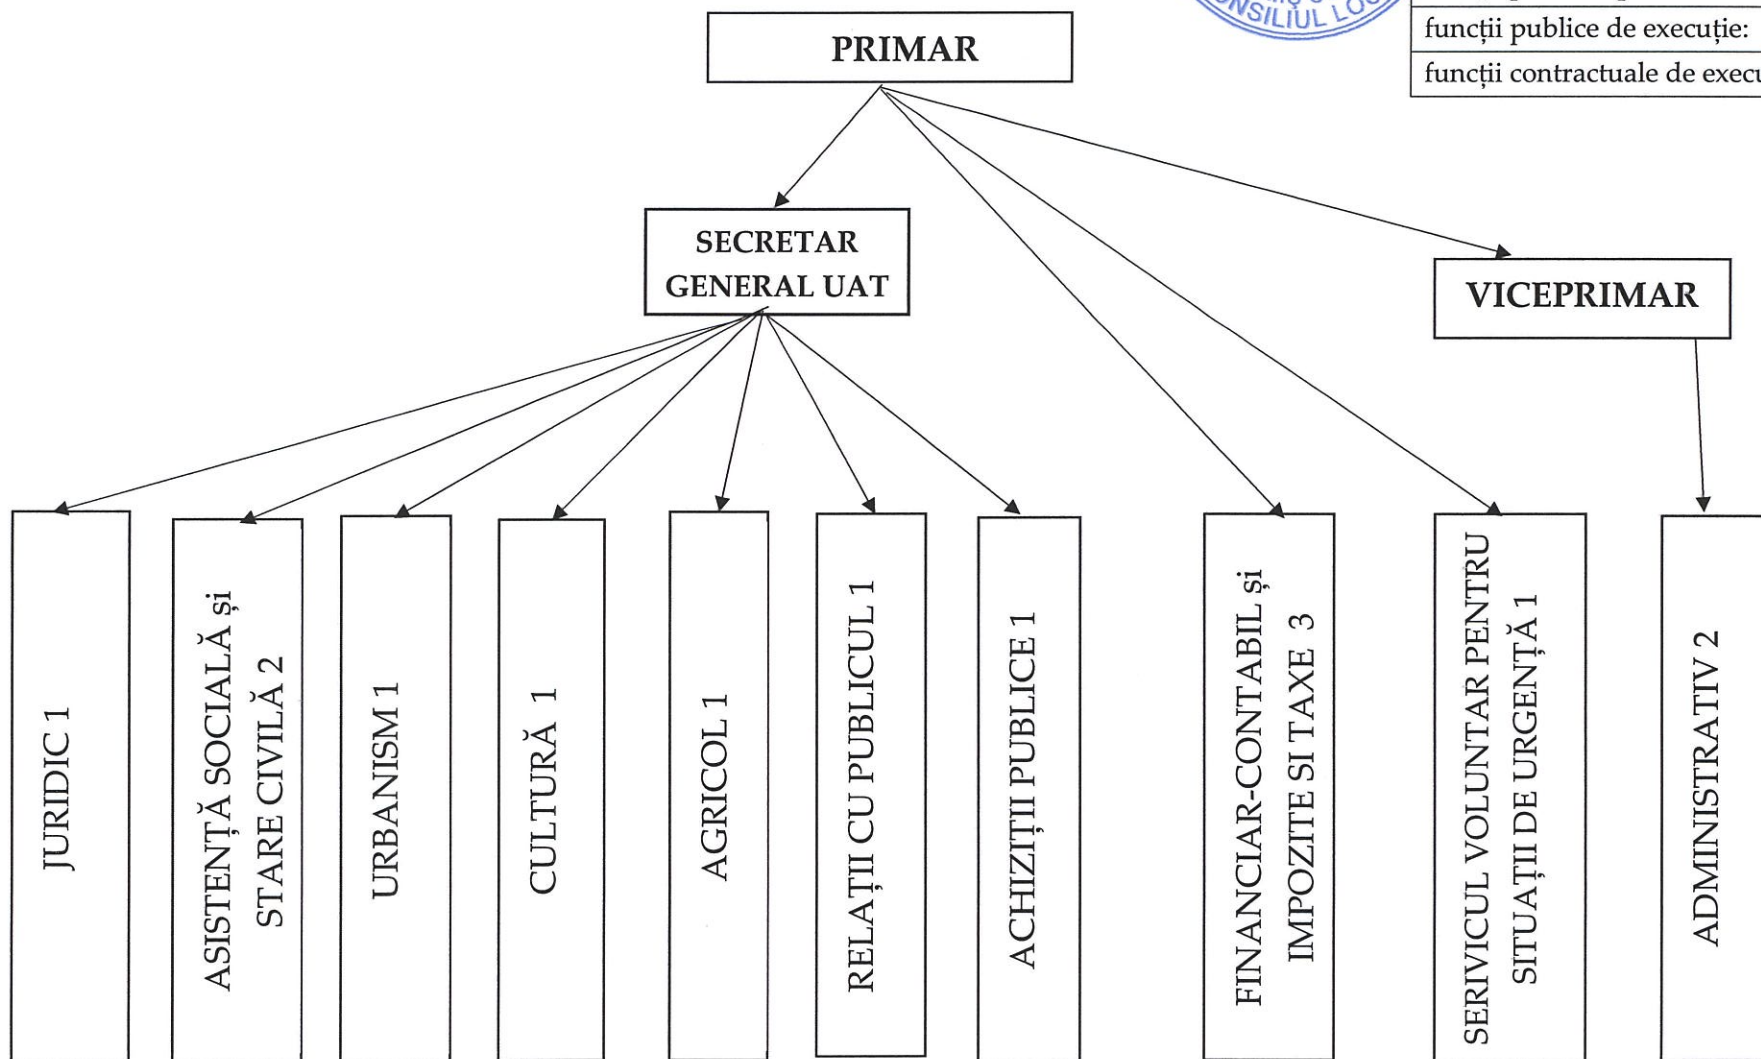 CONSILIUL LOC
funcții publice de execuție:
funcții contractuale de execu
PRIMAR
SECRETAR
GENERAL UAT
VICEPRIMAR
JURIDIC 1
ASISTENȚĂ SOCIALĂ și
STARE CIVILĂ 2
URBANISM 1
CULTURĂ 1
AGRICOL 1
RELAȚII CU PUBLICUL 1
ACHIZIȚII PUBLICE 1
FINANCIAR-CONTABIL și
IMPOZITE SI TAXE 3
SERIVICUL VOLUNTAR PENTRU
SITUAȚII DE URGENȚĂ 1
ADMINISTRATIV 2